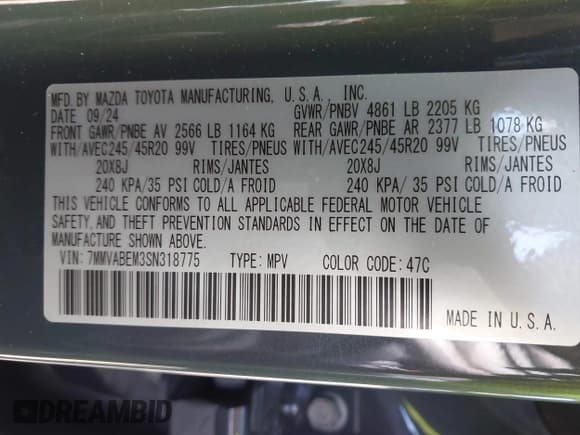 MFD. BY MAZDA TOYOTA MANUFACTURING, U.S.A., INC.
DATE 09/24 GVWR/PNBV 4861 LB 2205 KG
FRONT GAWR/PNBE AV 2566 LB 1164 KG REAR GAWR/PNBE AR 2377 LB 1078 KG
WITH/AVEC245/45R20 99V TIRES/PNEUS WITH/AVEC245/45R20 99V TIRES/PNEUS
20X8J RIMS/JANTES 20X8J RIMS/JANTES
240 KPA/ 35 PSI COLD/A FROID 240 KPA/ 35 PSI COLD/A FROID
THIS VEHICLE CONFORMS TO ALL APPLICABLE FEDERAL MOTOR VEHICLE
SAFETY, AND THEFT PREVENTION STANDARDS IN EFFECT ON THE DATE OF
MANUFACTURE SHOWN ABOVE.
VIN: 7MMVABEM3SN318775 TYPE: MPV COLOR CODE: 47C
MADE IN U.S.A.
DREAMBID